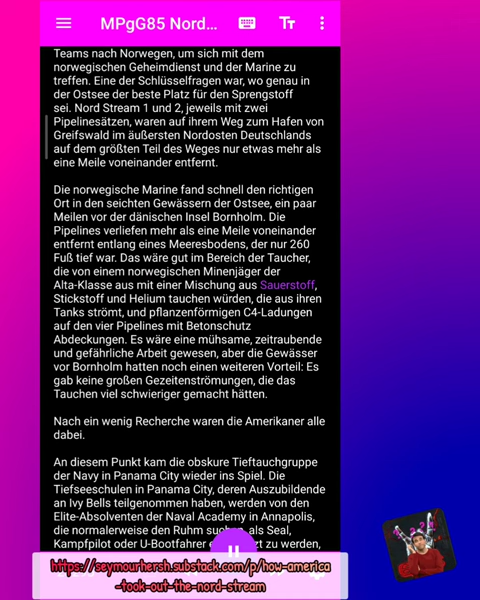 MPgG85 Nord…
Teams nach Norwegen, um sich mit dem
norwegischen Geheimdienst und der Marine zu
treffen. Eine der Schlüsselfragen war, wo genau in
der Ostsee der beste Platz für den Sprengstoff
sei. Nord Stream 1 und 2, jeweils mit zwei
Pipelinesätzen, waren auf ihrem Weg zum Hafen von
Greifswald im äußersten Nordosten Deutschlands
auf dem größten Teil des Weges nur etwas mehr als
eine Meile voneinander entfernt.
Die norwegische Marine fand schnell den richtigen
Ort in den seichten Gewässern der Ostsee, ein paar
Meilen vor der dänischen Insel Bornholm. Die
Pipelines verliefen mehr als eine Meile voneinander
entfernt entlang eines Meeresbodens, der nur 260
Fuß tief war. Das wäre gut im Bereich der Taucher,
die von einem norwegischen Minenjäger der
Alta-Klasse aus mit einer Mischung aus Sauerstoff,
Stickstoff und Helium tauchen würden, die aus ihren
Tanks strömt, und pflanzenförmigen C4-Ladungen
auf den vier Pipelines mit Betonschutz
Abdeckungen. Es wäre eine mühsame, zeitraubende
und gefährliche Arbeit gewesen, aber die Gewässer
vor Bornholm hatten noch einen weiteren Vorteil: Es
gab keine großen Gezeitenströmungen, die das
Tauchen viel schwieriger gemacht hätten.
Nach ein wenig Recherche waren die Amerikaner alle
dabei.
An diesem Punkt kam die obskure Tieftauchgruppe
der Navy in Panama City wieder ins Spiel. Die
Tiefseeschulen in Panama City, deren Auszubildende
an Ivy Bells teilgenommen haben, werden von den
Elite-Absolventen der Naval Academy in Annapolis,
die normalerweise den Ruhm suchen, als Seal,
Kampfpilot oder U-Bootfahrer zu werden,
https://seymourhersh.substack.com/p/how-america
-took-out-the-nord-stream